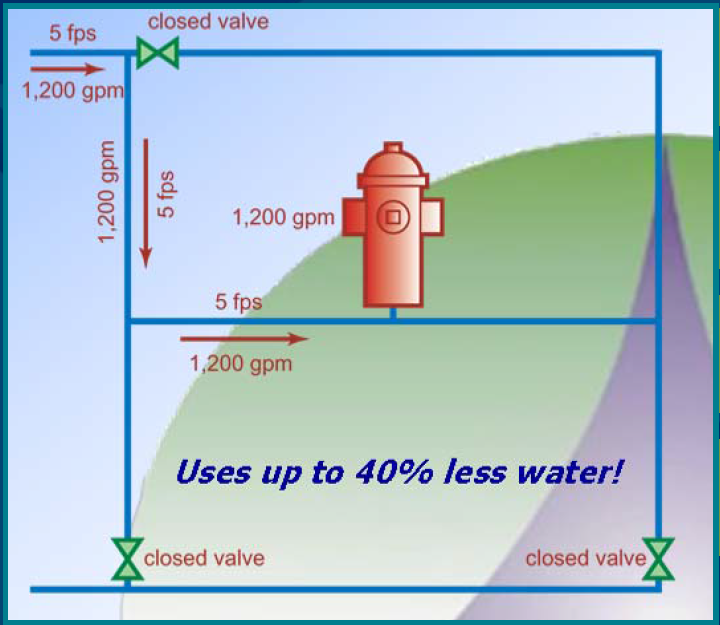 closed valve
5 fps
1,200 gpm
1,200 gpm
5 fps
1,200 gpm
5 fps
1,200 gpm
Uses up to 40% less water!
closed valve
closed valve